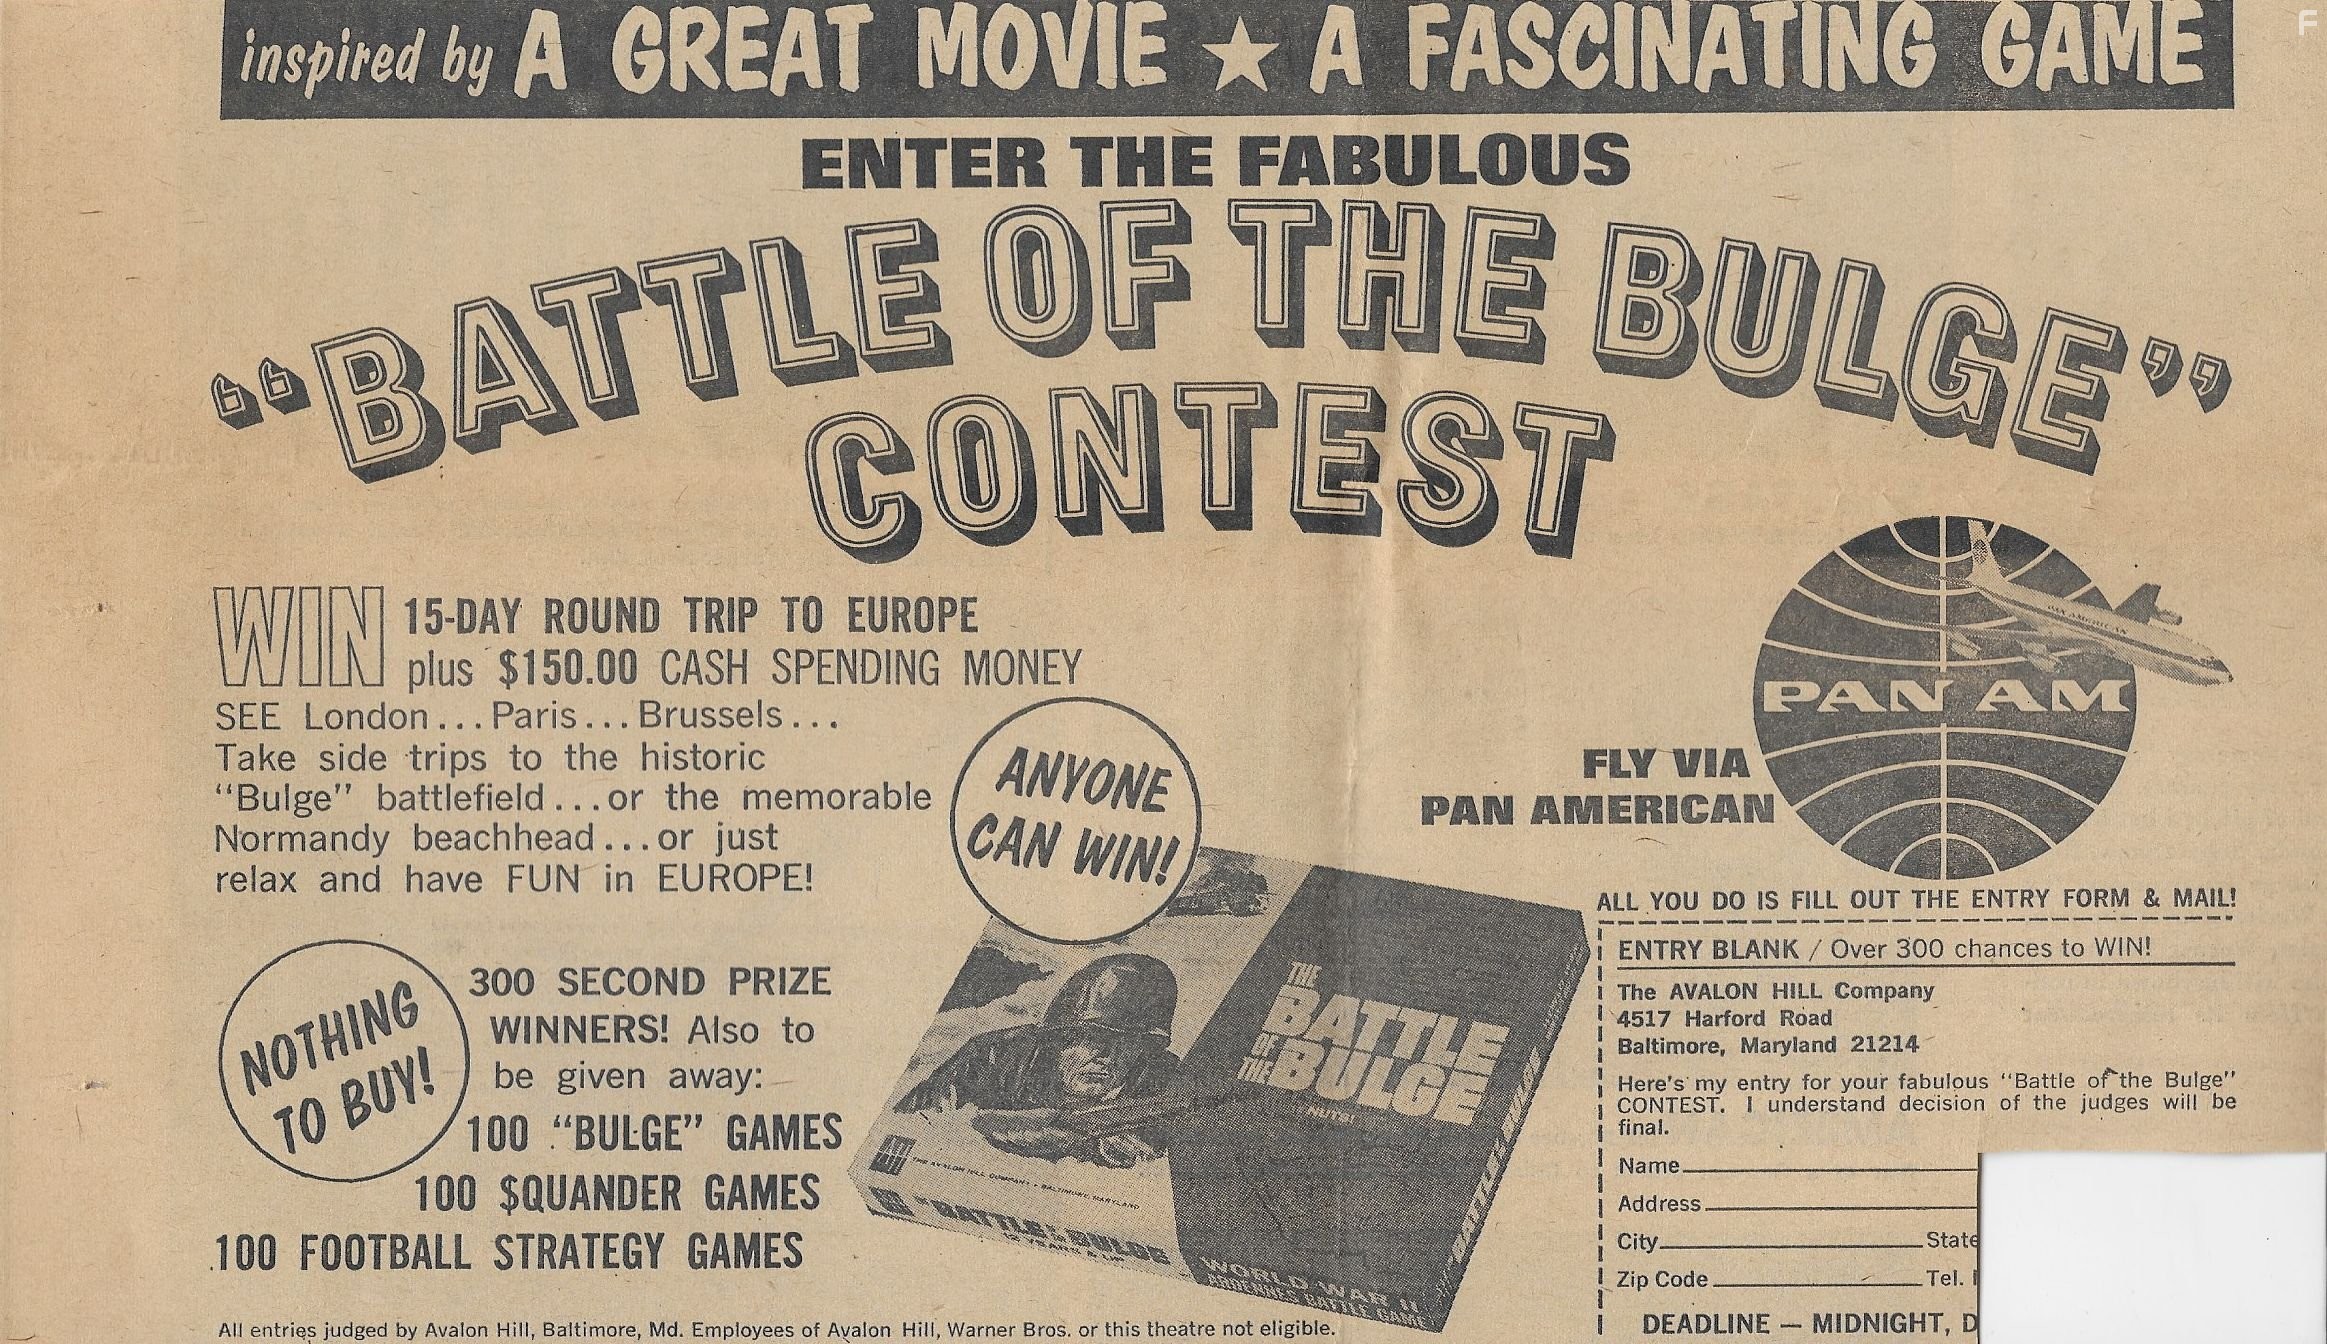 F
inspired by A GREAT MOVIE ★ A FASCINATING GAME
ENTER THE FABULOUS
“BATTLE OF THE BULGE”
CONTEST
WIN 15-DAY ROUND TRIP TO EUROPE
plus $150.00 CASH SPENDING MONEY
SEE London...Paris...Brussels...
Take side trips to the historic
“Bulge” battlefield...or the memorable
Normandy beachhead...or just
relax and have FUN in EUROPE!
ANYONE
CAN WIN!
PAN AMERICAN
PAN AM
FLY VIA
PAN AMERICAN
NOTHING
TO BUY!
300 SECOND PRIZE
WINNERS! Also to
be given away:
100 “BULGE” GAMES
100 $QUANDER GAMES
100 FOOTBALL STRATEGY GAMES
THE
BATTLE
OF THE
BULGE
THE AVALON HILL COMPANY • BALTIMORE, MARYLAND
WORLD WAR II
ARDENNES BATTLE GAME
ALL YOU DO IS FILL OUT THE ENTRY FORM & MAIL!
ENTRY BLANK / Over 300 chances to WIN!
The AVALON HILL Company
4517 Harford Road
Baltimore, Maryland 21214
Here's my entry for your fabulous “Battle of the Bulge”
CONTEST. I understand decision of the judges will be
final.
Name
Address
City State
Zip Code Tel.
DEADLINE — MIDNIGHT, D
All entries judged by Avalon Hill, Baltimore, Md. Employees of Avalon Hill, Warner Bros. or this theatre not eligible.